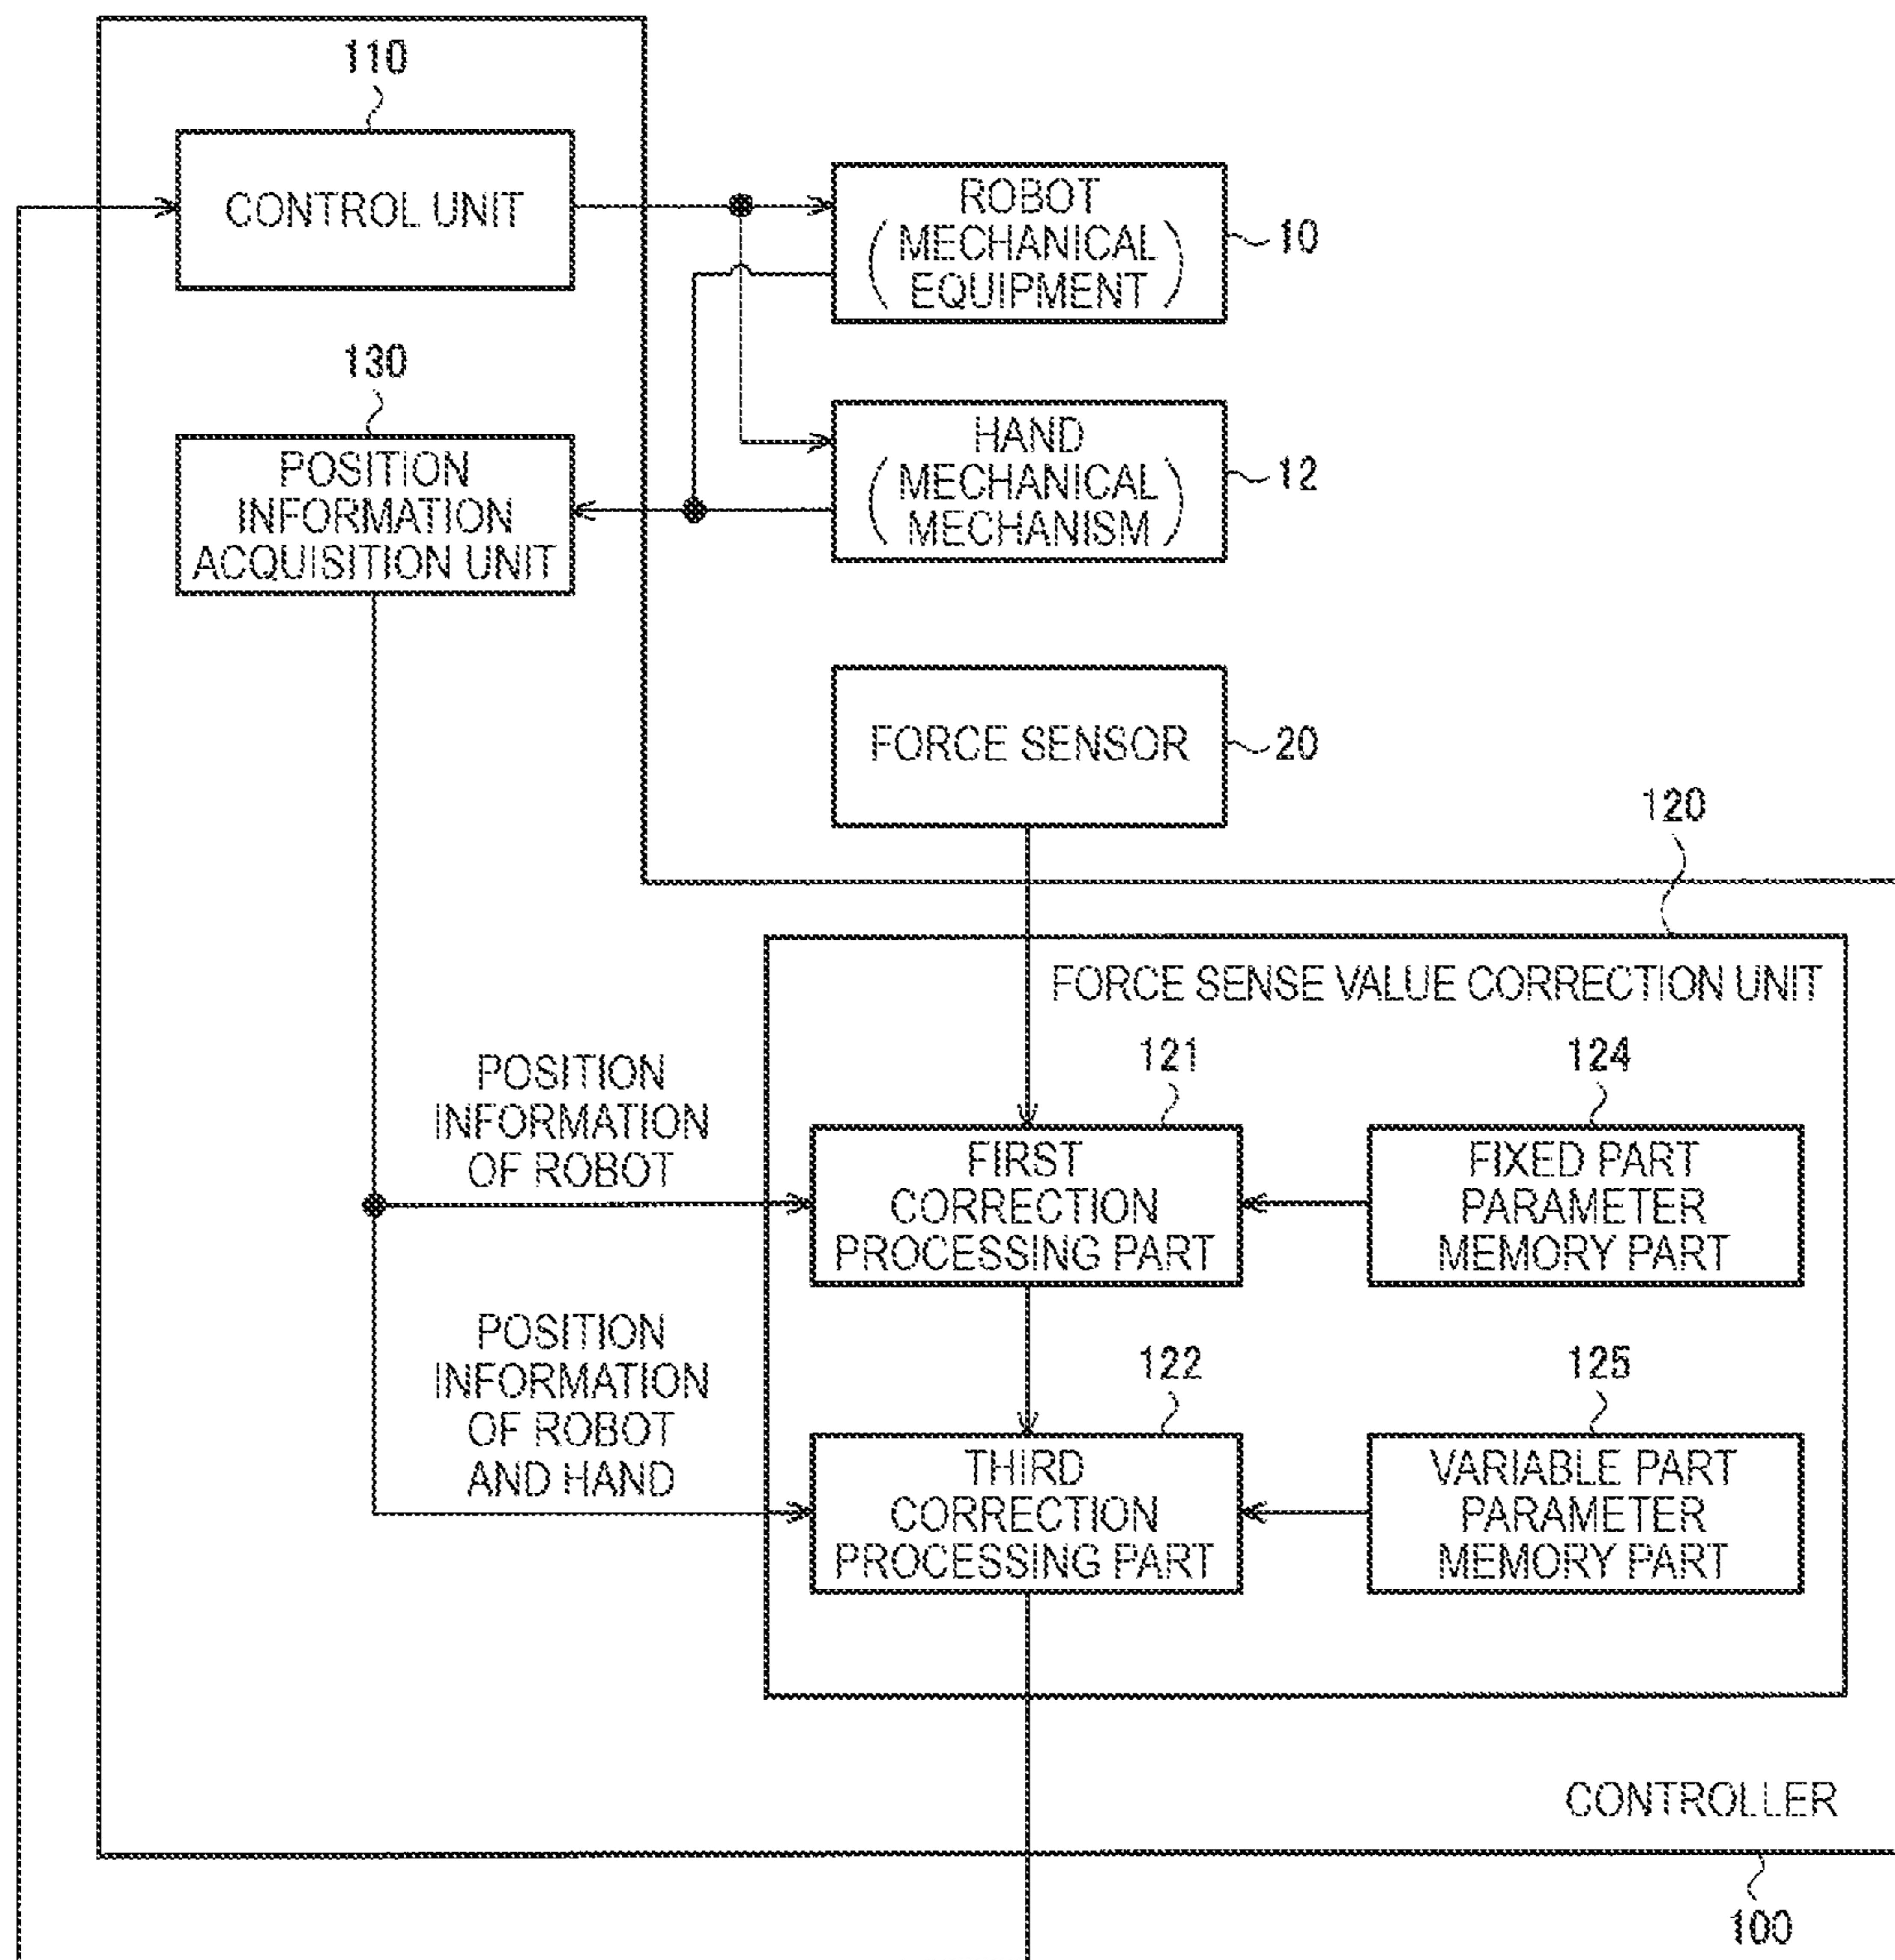 110
CONTROL UNIT
ROBOT
(MECHANICAL
EQUIPMENT)
10
130
POSITION
INFORMATION
ACQUISITION UNIT
HAND
(MECHANICAL
MECHANISM)
12
FORCE SENSOR
20
120
FORCE SENSE VALUE CORRECTION UNIT
POSITION
INFORMATION
OF ROBOT
121
FIRST
CORRECTION
PROCESSING PART
124
FIXED PART
PARAMETER
MEMORY PART
POSITION
INFORMATION
OF ROBOT
AND HAND
122
THIRD
CORRECTION
PROCESSING PART
125
VARIABLE PART
PARAMETER
MEMORY PART
CONTROLLER
100